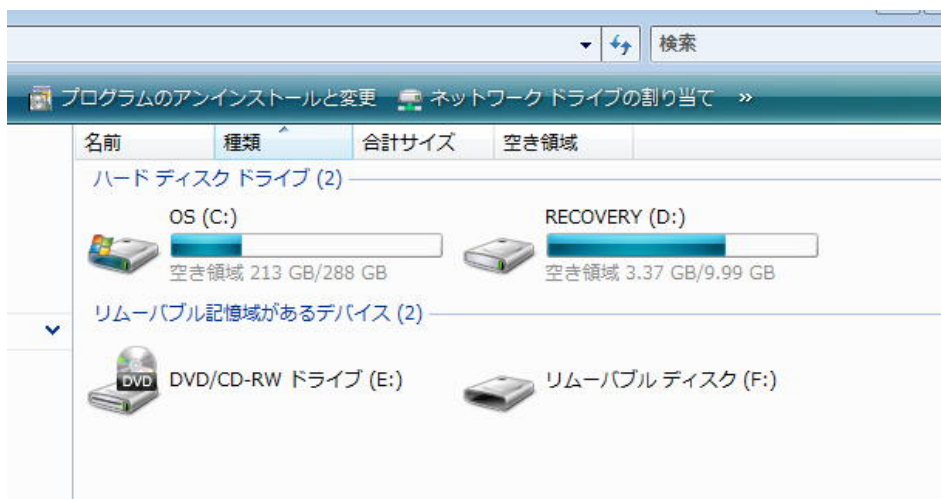 検索
プログラムのアンインストールと変更 ネットワーク ドライブの割り当て »
名前 種類 合計サイズ 空き領域
ハード ディスク ドライブ (2)
OS (C:) RECOVERY (D:)
空き領域 213 GB/288 GB 空き領域 3.37 GB/9.99 GB
リムーバブル記憶域があるデバイス (2)
DVD DVD/CD-RW ドライブ (E:) リムーバブル ディスク (F:)